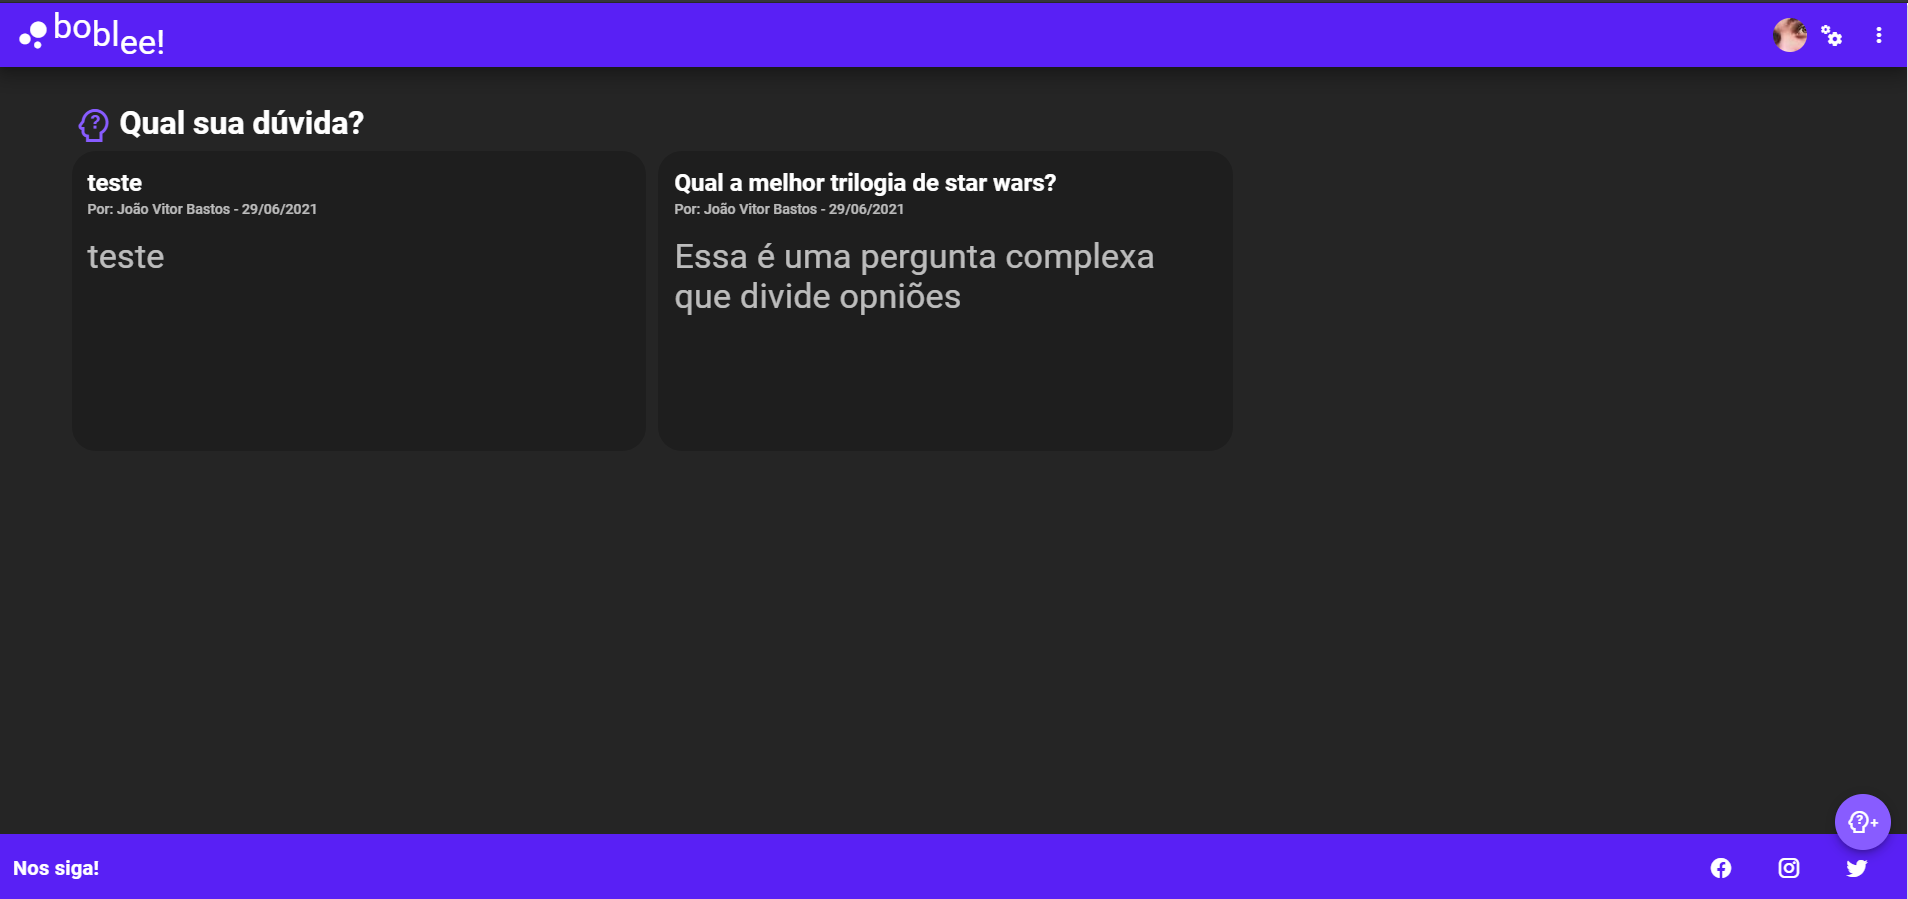 boblee!
Qual sua dúvida?
teste
Por: João Vitor Bastos - 29/06/2021
teste
Qual a melhor trilogia de star wars?
Por: João Vitor Bastos - 29/06/2021
Essa é uma pergunta complexa
que divide opniões
Nos siga!